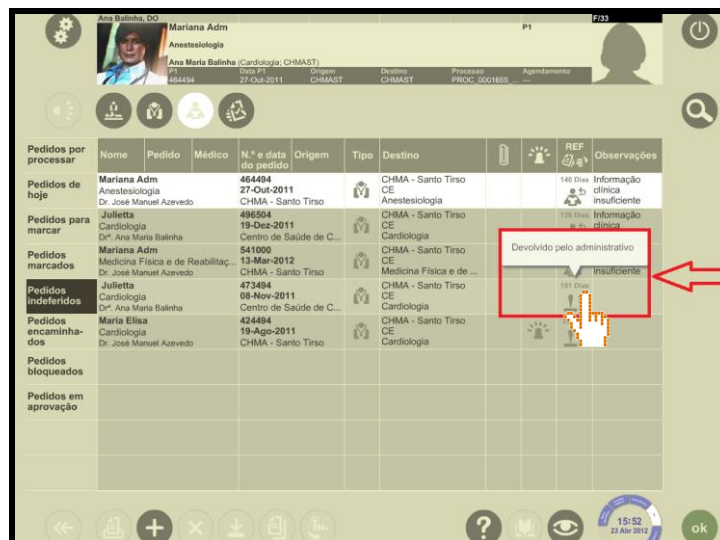 Ana Balinha, DO
F/33
Mariana Adm
P1
Anestesiologia
Ana Maria Balinha (Cardiologia; CHMAST)
P1 Data P1 Origem Destino Processo Agendamento
464494 27-Out-2011 CHMAST CHMAST PROC_0001655_... ---
Pedidos por processar
Nome Pedido Médico N.º e data do pedido Origem Tipo Destino REF Observações
Pedidos de hoje
Mariana Adm
Anestesiologia
Dr. José Manuel Azevedo
464494
27-Out-2011
CHMA - Santo Tirso
CHMA - Santo Tirso
CE
Anestesiologia
140 Dias
Informação clínica insuficiente
Pedidos para marcar
Julietta
Cardiologia
Drª. Ana Maria Balinha
496504
19-Dez-2011
Centro de Saúde de C...
CHMA - Santo Tirso
CE
Cardiologia
Informação clínica
Pedidos marcados
Mariana Adm
Medicina Física e de Reabilitaç...
Dr. José Manuel Azevedo
541000
13-Mar-2012
CHMA - Santo Tirso
CHMA - Santo Tirso
CE
Medicina Física e de ...
insuficiente
Devolvido pelo administrativo
Pedidos indeferidos
Julietta
Cardiologia
Drª. Ana Maria Balinha
473494
08-Nov-2011
Centro de Saúde de C...
CHMA - Santo Tirso
CE
Cardiologia
101 Dias
Pedidos encaminha-dos
Maria Elisa
Cardiologia
Dr. José Manuel Azevedo
424494
19-Ago-2011
CHMA - Santo Tirso
CHMA - Santo Tirso
CE
Cardiologia
Pedidos bloqueados
Pedidos em aprovação
15:52
23 Abr 2012
ok